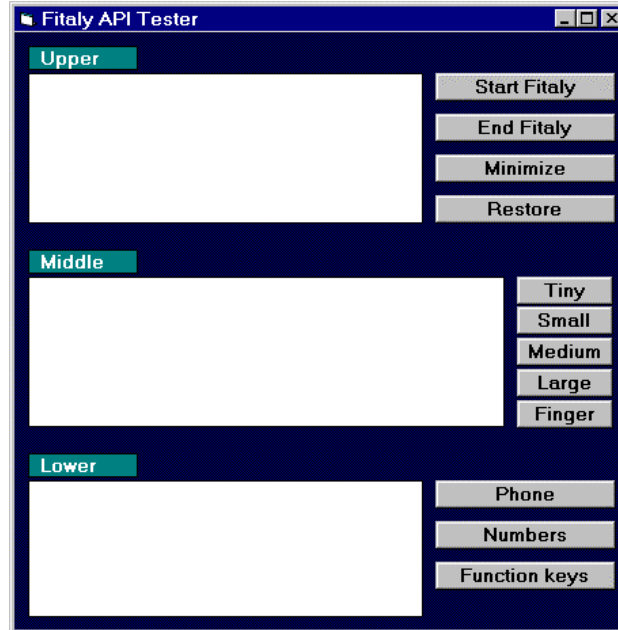 Fitaly API Tester
Upper
Start Fitaly
End Fitaly
Minimize
Restore
Middle
Tiny
Small
Medium
Large
Finger
Lower
Phone
Numbers
Function keys